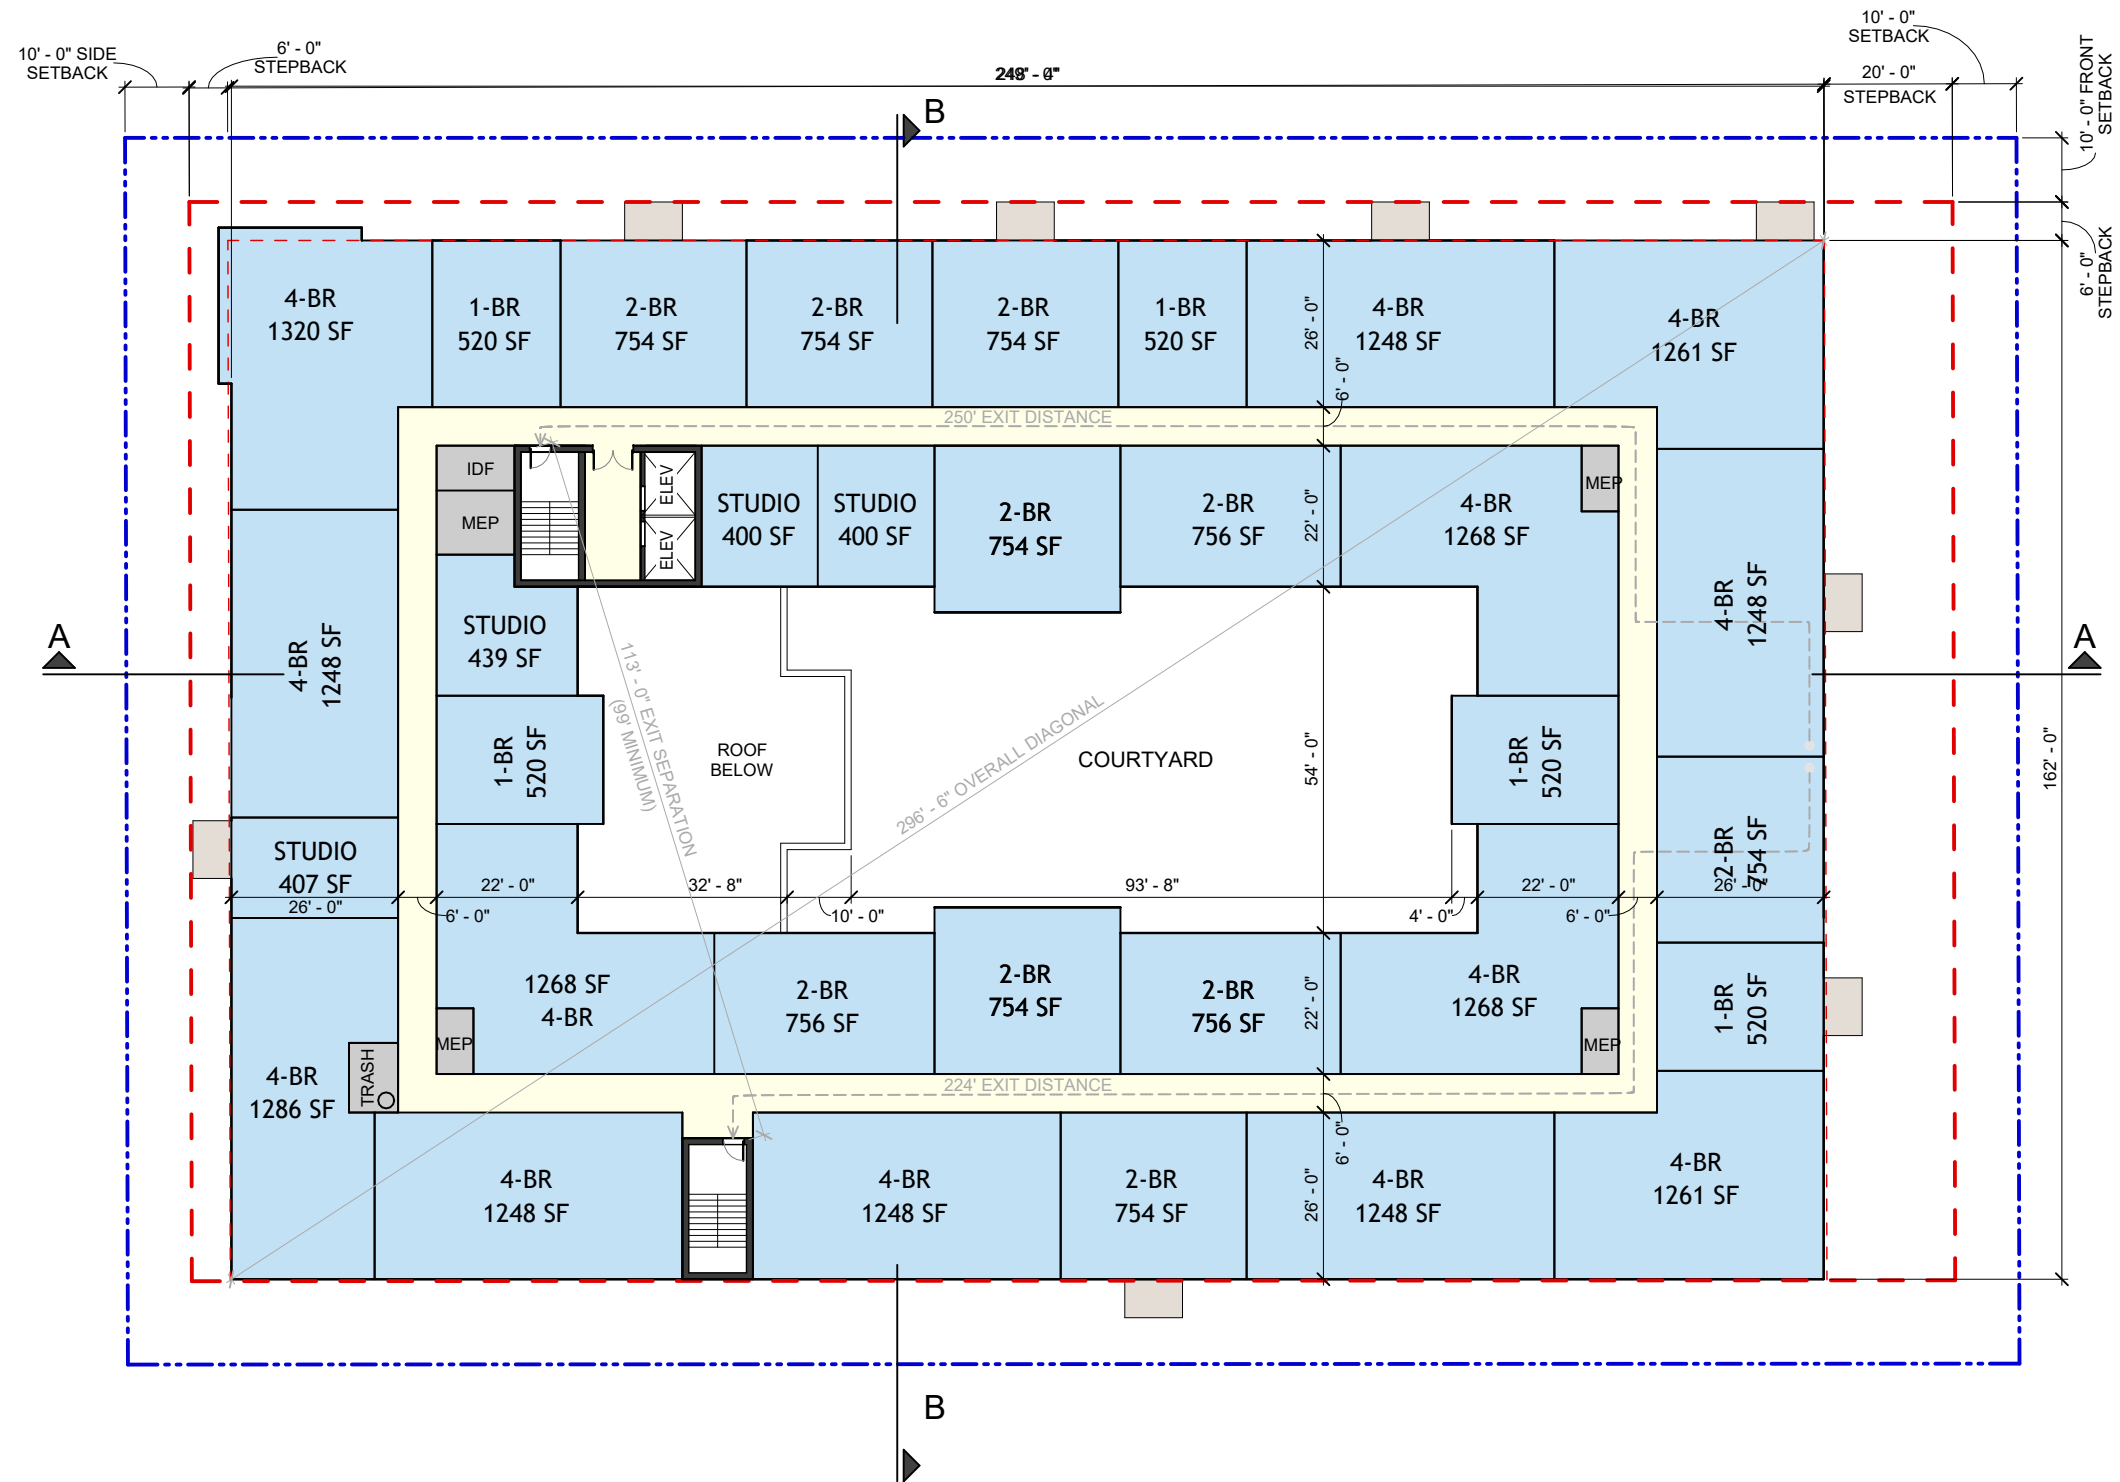 10' - 0" SIDE
SETBACK
6' - 0"
STEPBACK
10' - 0"
SETBACK
20' - 0"
STEPBACK
10' - 0" FRONT
SETBACK
6' - 0"
STEPBACK
B
4-BR
1320 SF
1-BR
520 SF
2-BR
754 SF
2-BR
754 SF
2-BR
754 SF
1-BR
520 SF
26' - 0"
4-BR
1248 SF
4-BR
1261 SF
6' - 0"
250' EXIT DISTANCE
IDF
MEP
ELEV
ELEV
STUDIO
400 SF
STUDIO
400 SF
2-BR
754 SF
2-BR
756 SF
22' - 0"
4-BR
1268 SF
MEP
A
4-BR
1248 SF
STUDIO
439 SF
4-BR
1248 SF
A
113' - 0" EXIT SEPARATION
(99' MINIMUM)
1-BR
520 SF
ROOF
BELOW
296' - 6" OVERALL DIAGONAL
COURTYARD
54' - 0"
1-BR
520 SF
162' - 0"
STUDIO
407 SF
26' - 0"
6' - 0"
22' - 0"
32' - 8"
10' - 0"
93' - 8"
4' - 0"
22' - 0"
6' - 0"
26' - 0"
2-BR
754 SF
1268 SF
4-BR
MEP
2-BR
756 SF
2-BR
754 SF
2-BR
756 SF
22' - 0"
4-BR
1268 SF
MEP
1-BR
520 SF
4-BR
1286 SF
TRASH
224' EXIT DISTANCE
6' - 0"
4-BR
1248 SF
4-BR
1248 SF
2-BR
754 SF
26' - 0"
4-BR
1248 SF
4-BR
1261 SF
B